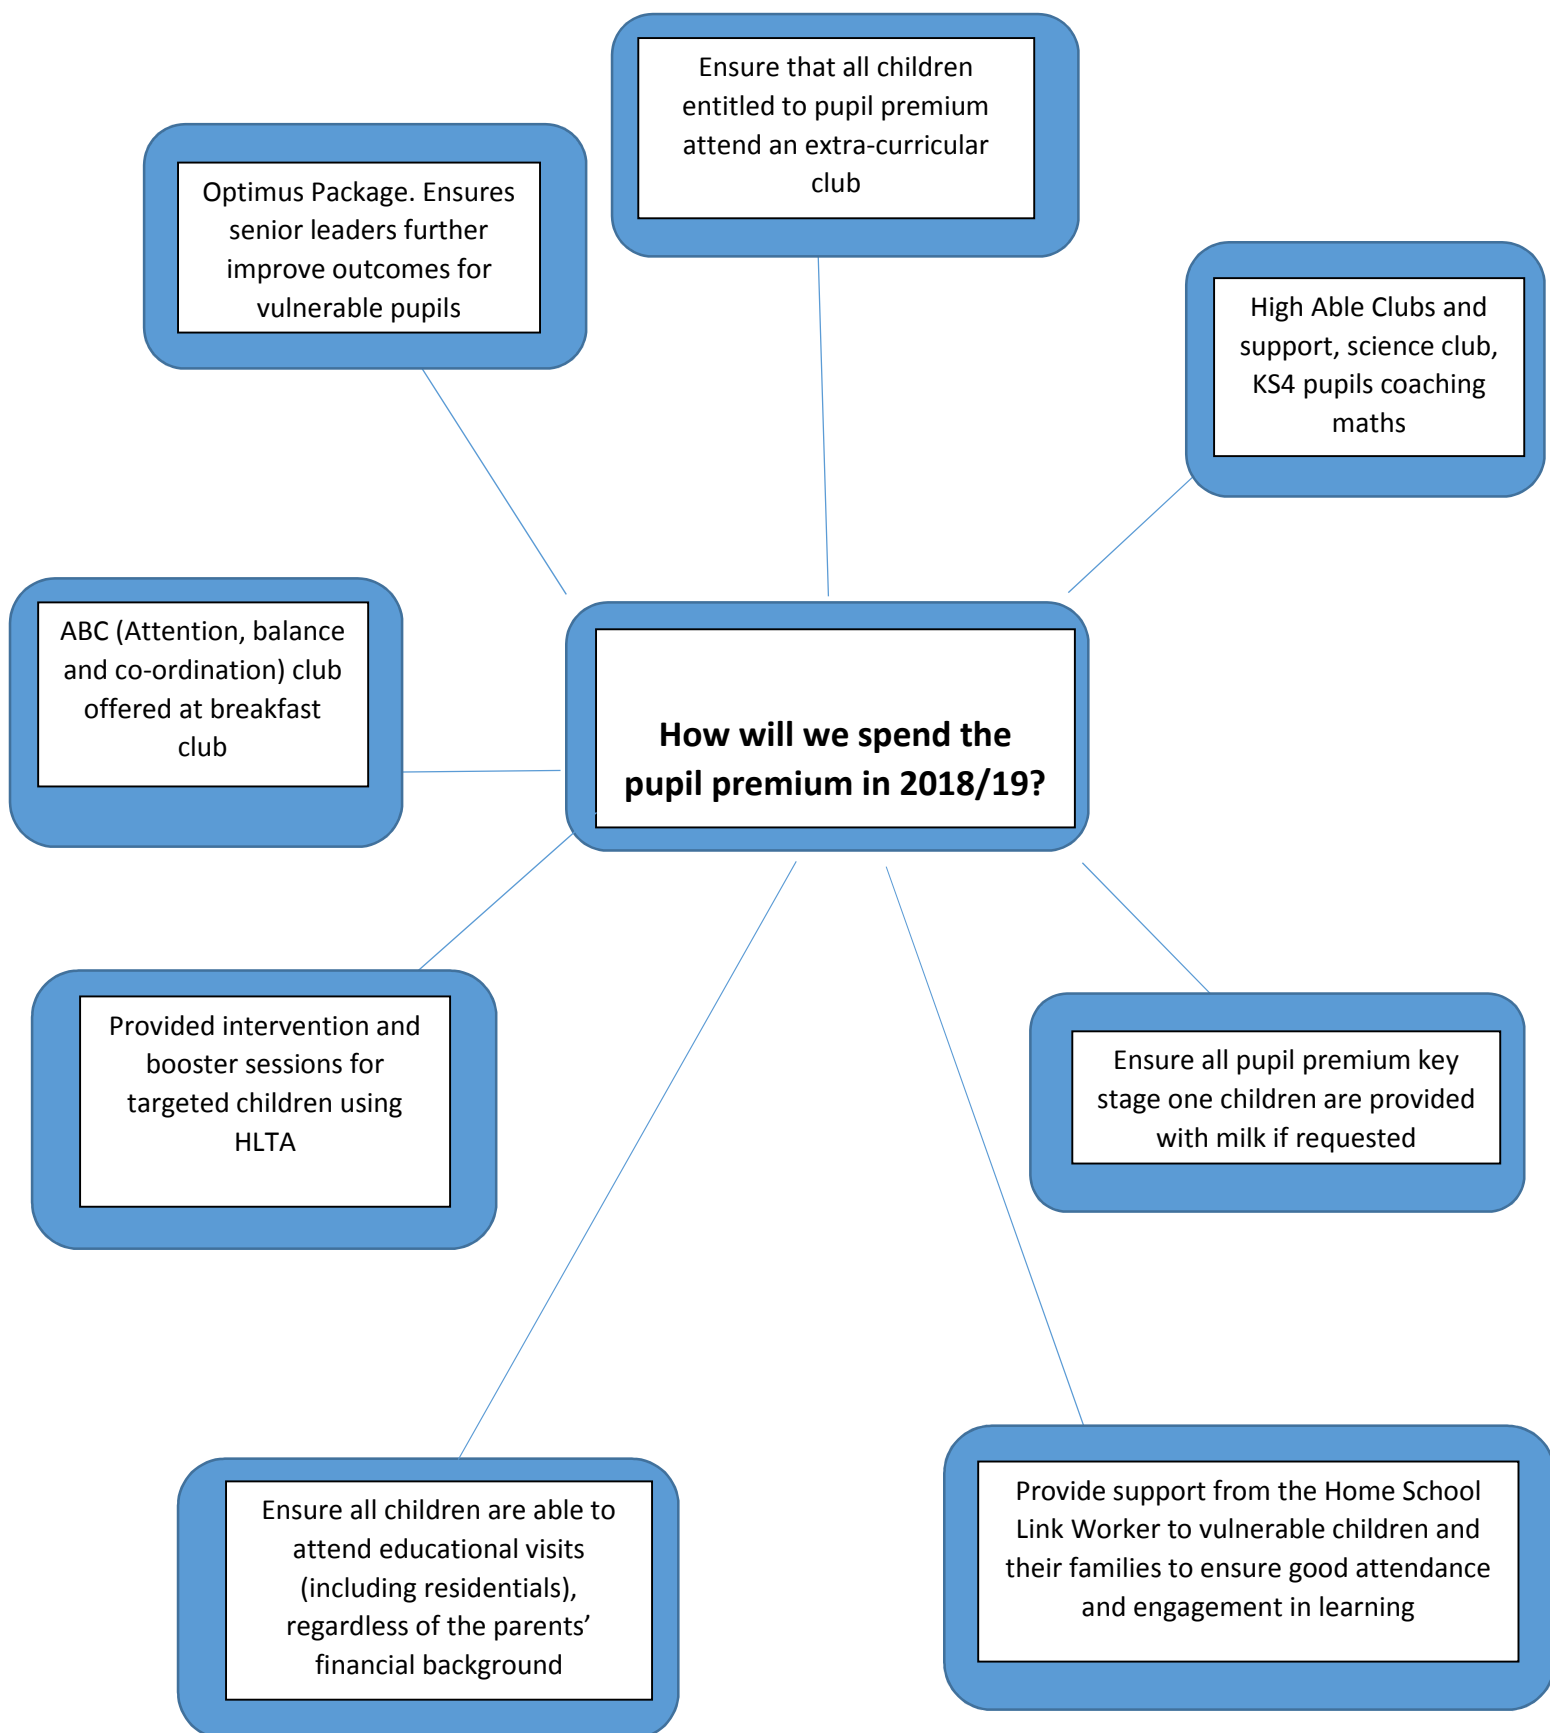 Ensure that all children
entitled to pupil premium
attend an extra-curricular
club
Optimus Package. Ensures
senior leaders further
improve outcomes for
vulnerable pupils
High Able Clubs and
support, science club,
KS4 pupils coaching
maths
ABC (Attention, balance
and co-ordination) club
offered at breakfast
club
How will we spend the
pupil premium in 2018/19?
Provided intervention and
booster sessions for
targeted children using
HLTA
Ensure all pupil premium key
stage one children are provided
with milk if requested
Ensure all children are able to
attend educational visits
(including residentials),
regardless of the parents’
financial background
Provide support from the Home School
Link Worker to vulnerable children and
their families to ensure good attendance
and engagement in learning